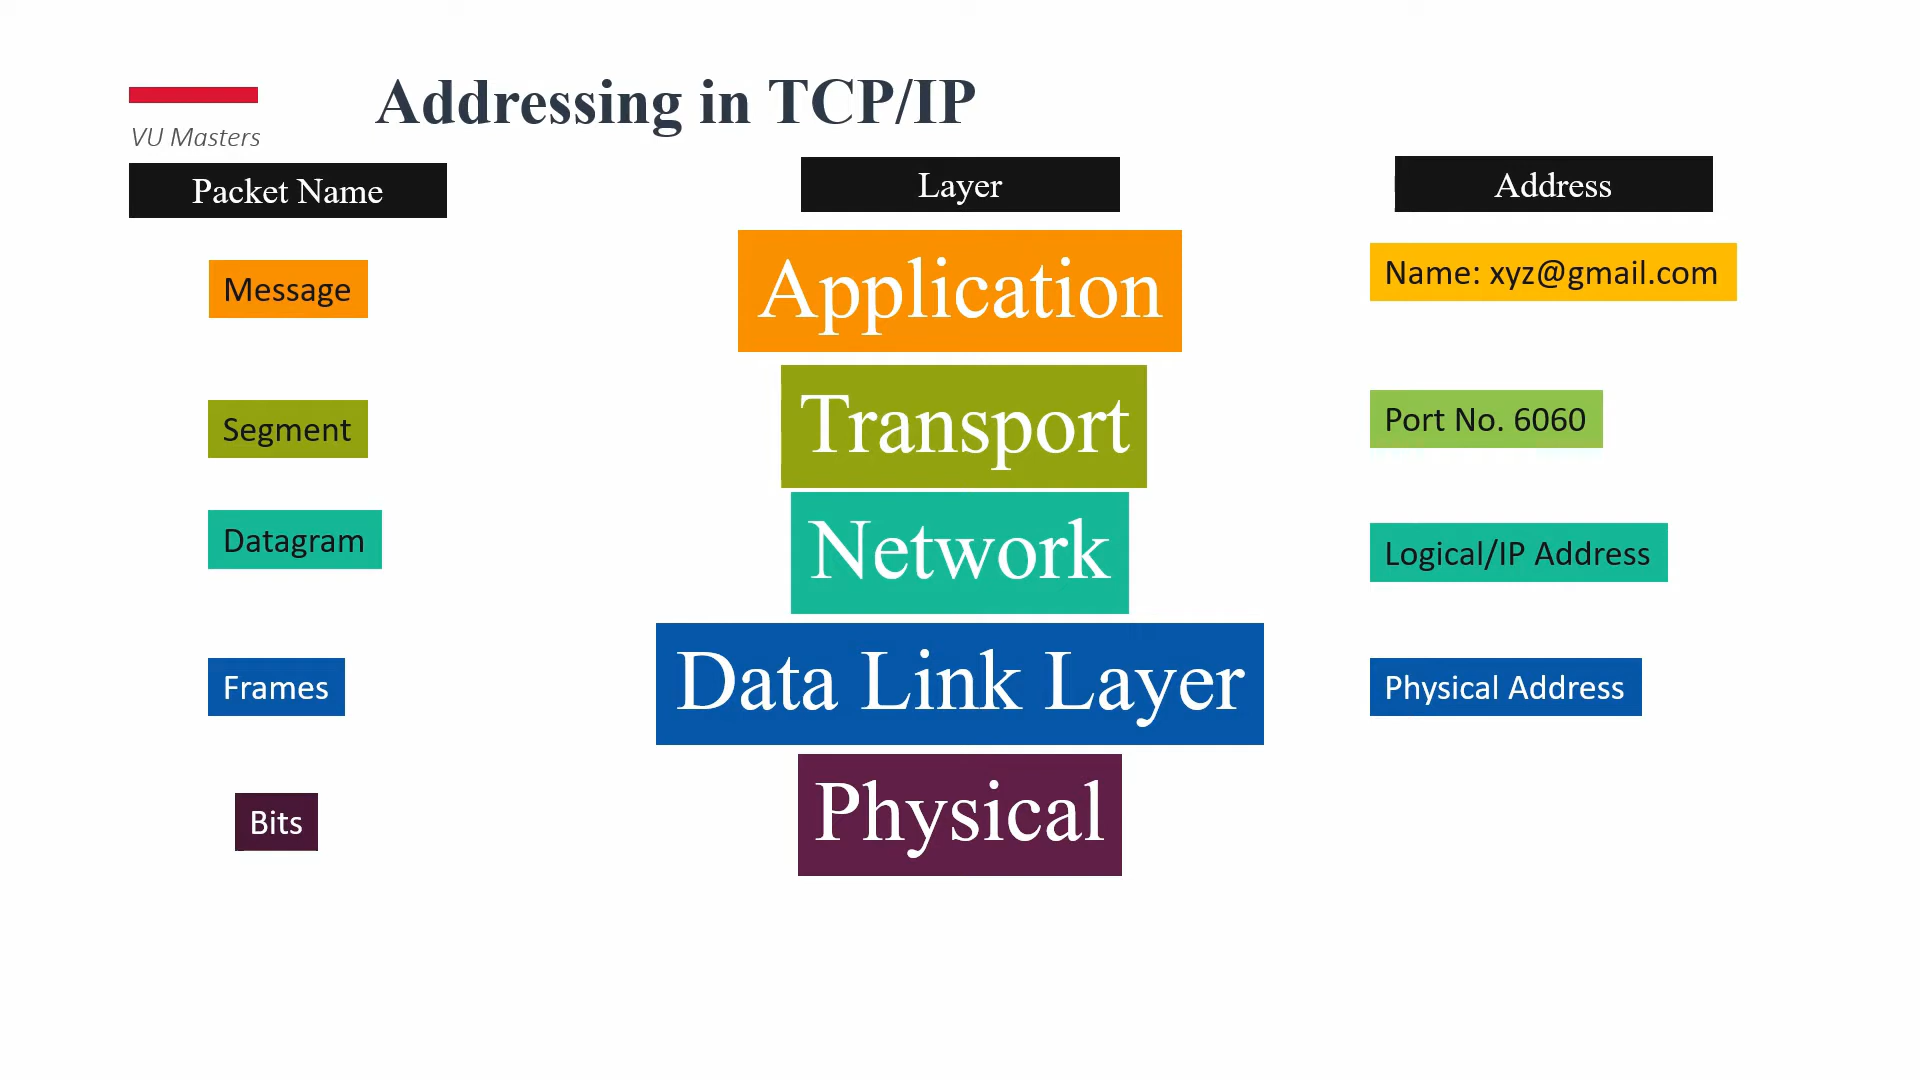 Addressing in TCP/IP
VU Masters
Packet Name
Layer
Address
Message
Application
Name: xyz@gmail.com
Segment
Transport
Port No. 6060
Datagram
Network
Logical/IP Address
Frames
Data Link Layer
Physical Address
Bits
Physical